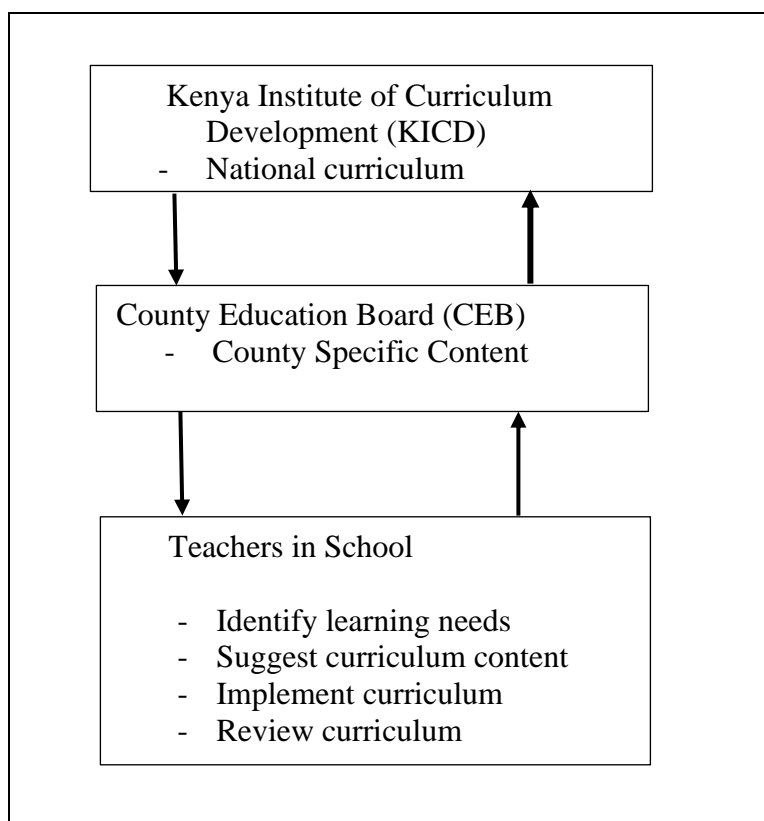 Kenya Institute of Curriculum
Development (KICD)
- National curriculum
County Education Board (CEB)
- County Specific Content
Teachers in School
- Identify learning needs
- Suggest curriculum content
- Implement curriculum
- Review curriculum